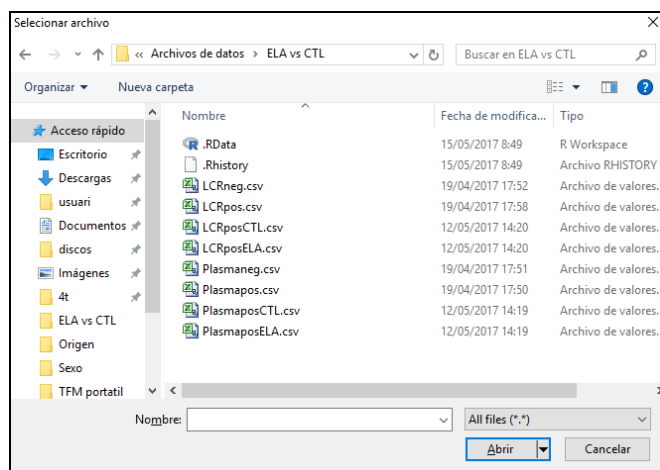 Selecionar archivo
« Archivos de datos > ELA vs CTL
Buscar en ELA vs CTL
Organizar
Nueva carpeta
Nombre Fecha de modifica... Tipo
Acceso rápido
Escritorio
Descargas
usuari
Documentos
discos
Imágenes
4t
ELA vs CTL
Origen
Sexo
TFM portatil
.RData 15/05/2017 8:49 R Workspace
.Rhistory 15/05/2017 8:49 Archivo RHISTORY
LCRneg.csv 19/04/2017 17:52 Archivo de valores.
LCRpos.csv 19/04/2017 17:58 Archivo de valores.
LCRposCTL.csv 12/05/2017 14:20 Archivo de valores.
LCRposELA.csv 12/05/2017 14:20 Archivo de valores.
Plasmaneg.csv 19/04/2017 17:51 Archivo de valores.
Plasmapos.csv 19/04/2017 17:50 Archivo de valores.
PlasmaposCTL.csv 12/05/2017 14:19 Archivo de valores.
PlasmaposELA.csv 12/05/2017 14:19 Archivo de valores.
Nombre:
All files (*.*)
Abrir
Cancelar